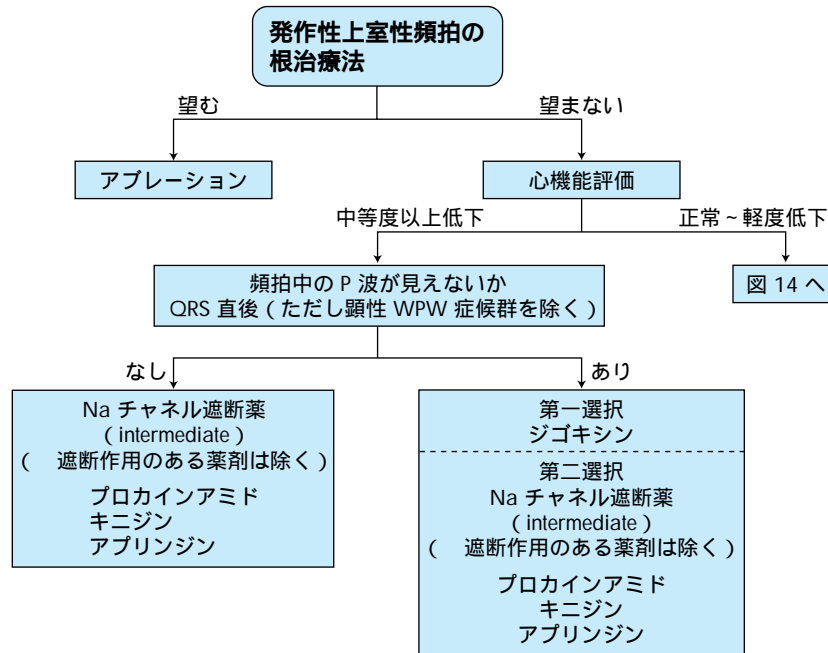 発作性上室性頻拍の
根治療法
望む
望まない
アブレーション
心機能評価
中等度以上低下
正常~軽度低下
頻拍中の P 波が見えないか
QRS 直後(ただし顕性 WPW 症候群を除く)
図 14 へ
なし
あり
Na チャネル遮断薬
(intermediate)
( 遮断作用のある薬剤は除く)
プロカインアミド
キニジン
アプリンジン
第一選択
ジゴキシン
第二選択
Na チャネル遮断薬
(intermediate)
( 遮断作用のある薬剤は除く)
プロカインアミド
キニジン
アプリンジン